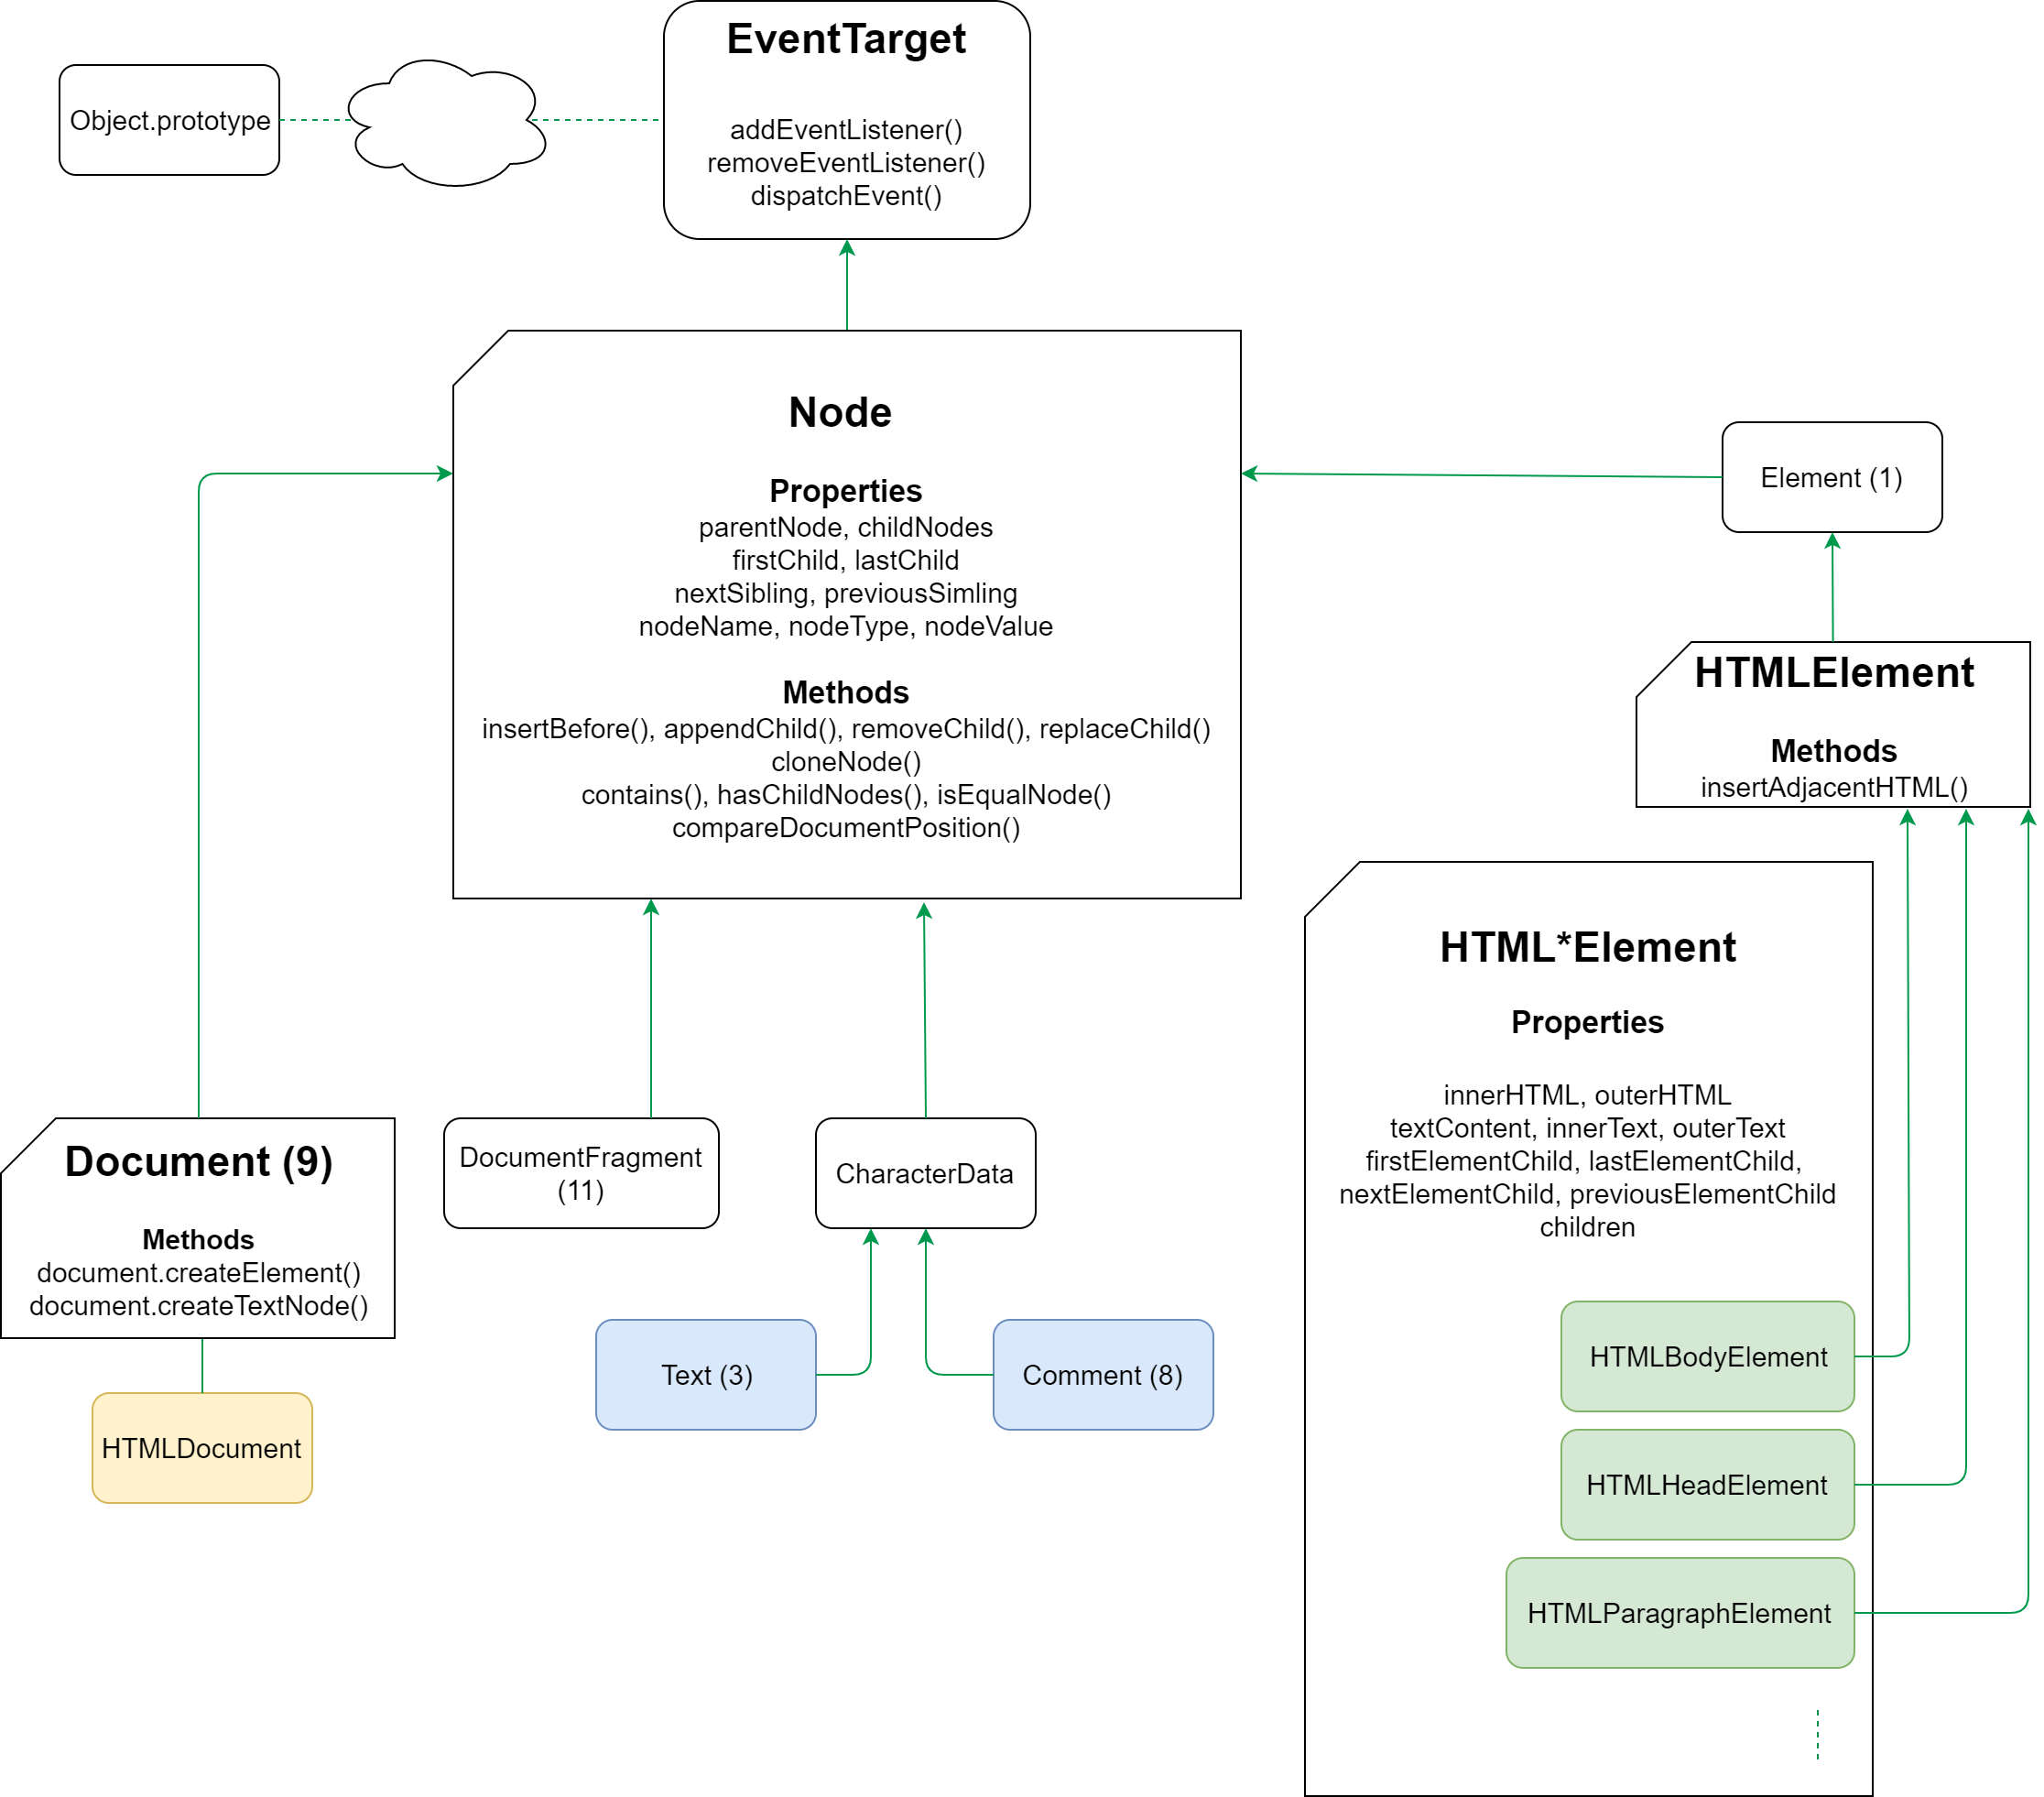 EventTarget
addEventListener()
removeEventListener()
dispatchEvent()
Object.prototype
Node
Properties
parentNode, childNodes
firstChild, lastChild
nextSibling, previousSimling
nodeName, nodeType, nodeValue
Methods
insertBefore(), appendChild(), removeChild(), replaceChild()
cloneNode()
contains(), hasChildNodes(), isEqualNode()
compareDocumentPosition()
Element (1)
HTMLElement
Methods
insertAdjacentHTML()
HTML*Element
Properties
innerHTML, outerHTML
textContent, innerText, outerText
firstElementChild, lastElementChild,
nextElementChild, previousElementChild
children
HTMLBodyElement
HTMLHeadElement
HTMLParagraphElement
Document (9)
Methods
document.createElement()
document.createTextNode()
HTMLDocument
DocumentFragment
(11)
CharacterData
Text (3)
Comment (8)